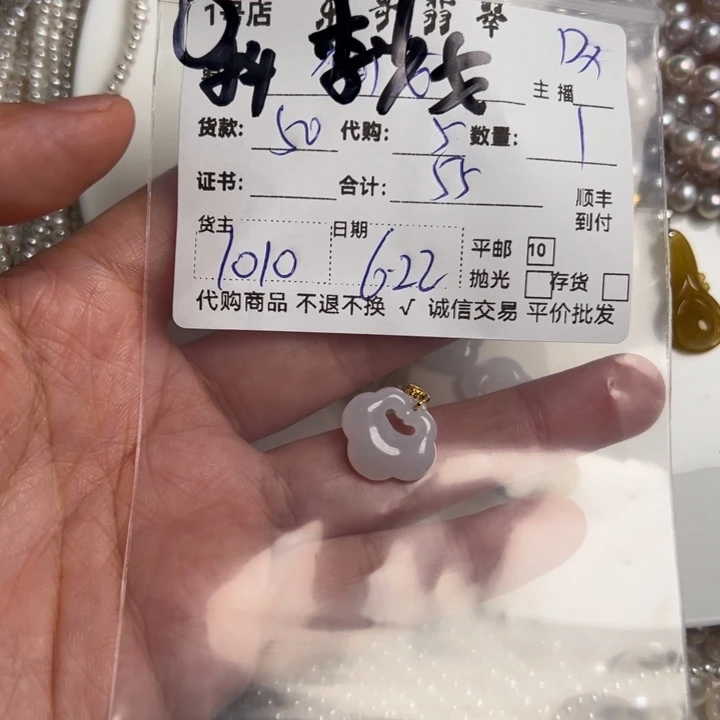 1号店 翡翠
主播 Dx
货款: 50 代购: 5 数量: 1
证书: 合计: 55 顺丰到付
货主 1010 日期 6-22 平邮 10
抛光 存货
代购商品 不退不换 √ 诚信交易 平价批发